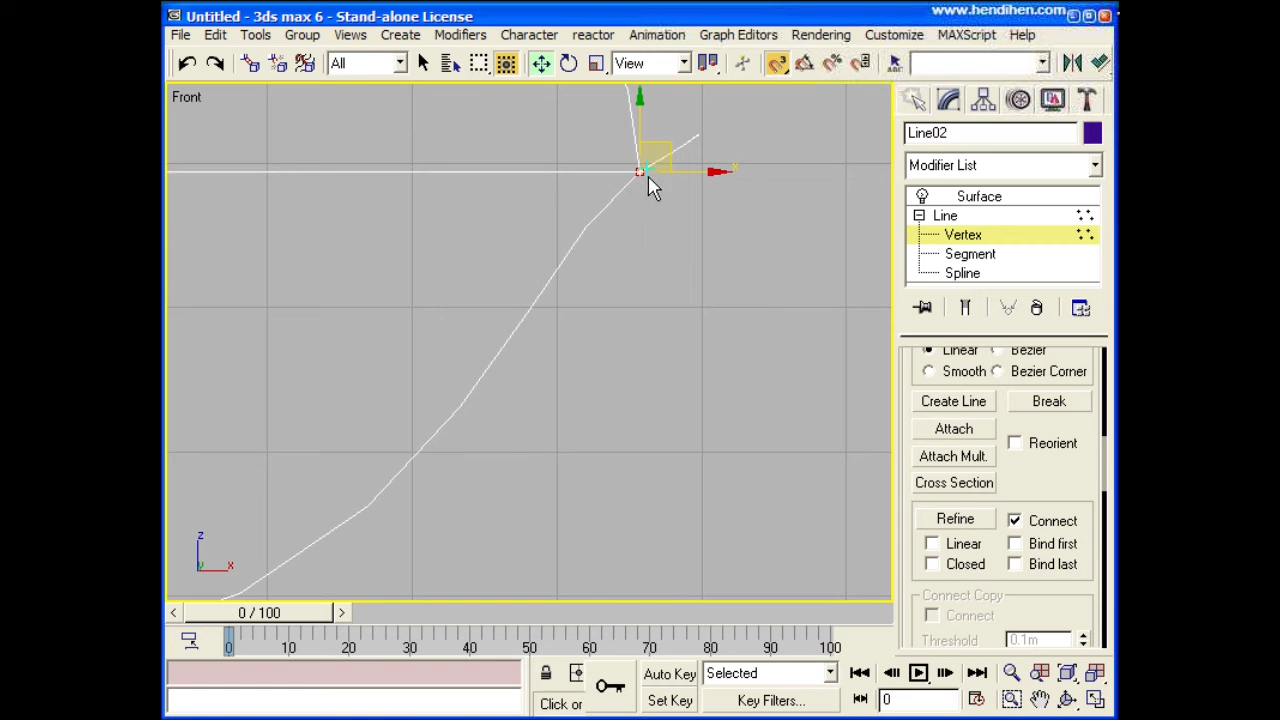 Untitled - 3ds max 6 - Stand-alone License
www.hendihen.com
File Edit Tools Group Views Create Modifiers Character reactor Animation Graph Editors Rendering Customize MAXScript Help
All
View
3
Front
x
Line02
Modifier List
Surface
Line
Vertex
Segment
Spline
Linear Bezier
Smooth Bezier Corner
Create Line Break
Attach
Reorient
Attach Mult.
Cross Section
Refine Connect
Linear Bind first
Closed Bind last
Connect Copy
Connect
Threshold 0.1m
z
y x
0 / 100
0 10 20 30 40 50 60 70 80 90 100
Auto Key Selected
Click or Set Key Key Filters... 0